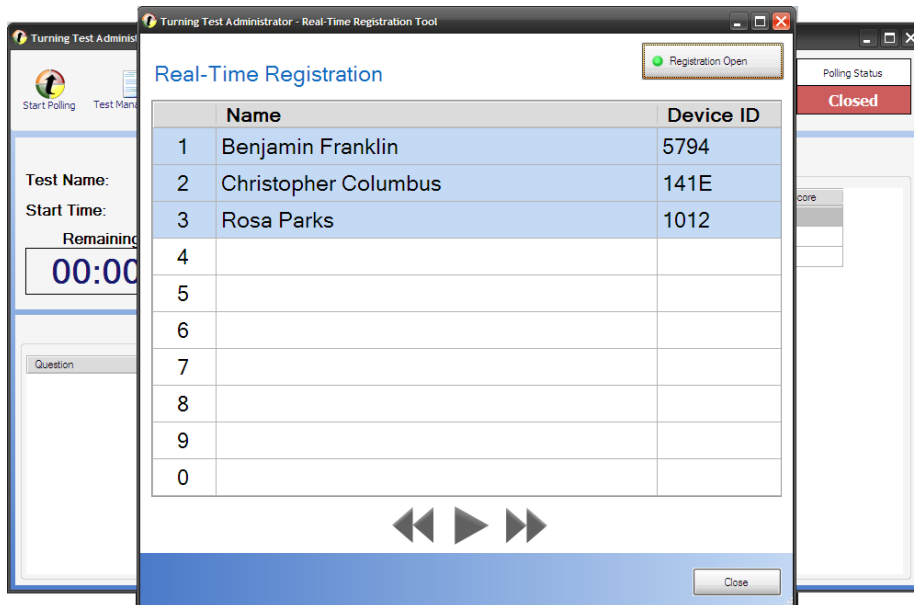 Turning Test Administrator - Real-Time Registration Tool
Turning Test Adminis
Real-Time Registration
Registration Open
Start Polling
Test Mana
Polling Status
Closed
Name Device ID
1 Benjamin Franklin 5794
2 Christopher Columbus 141E
3 Rosa Parks 1012
4
5
6
7
8
9
0
Test Name:
Start Time:
Remaining
00:00
Question
core
Close